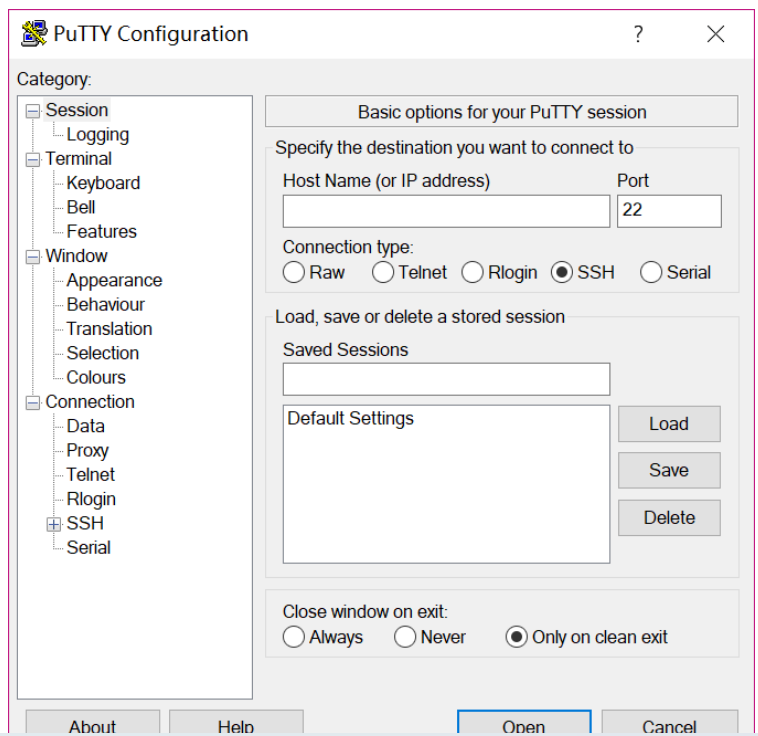 PuTTY Configuration
?
Category:
Session
Logging
Terminal
Keyboard
Bell
Features
Window
Appearance
Behaviour
Translation
Selection
Colours
Connection
Data
Proxy
Telnet
Rlogin
SSH
Serial
Basic options for your PuTTY session
Specify the destination you want to connect to
Host Name (or IP address) Port
22
Connection type:
Raw Telnet Rlogin SSH Serial
Load, save or delete a stored session
Saved Sessions
Default Settings
Load
Save
Delete
Close window on exit:
Always Never Only on clean exit
About Help Open Cancel